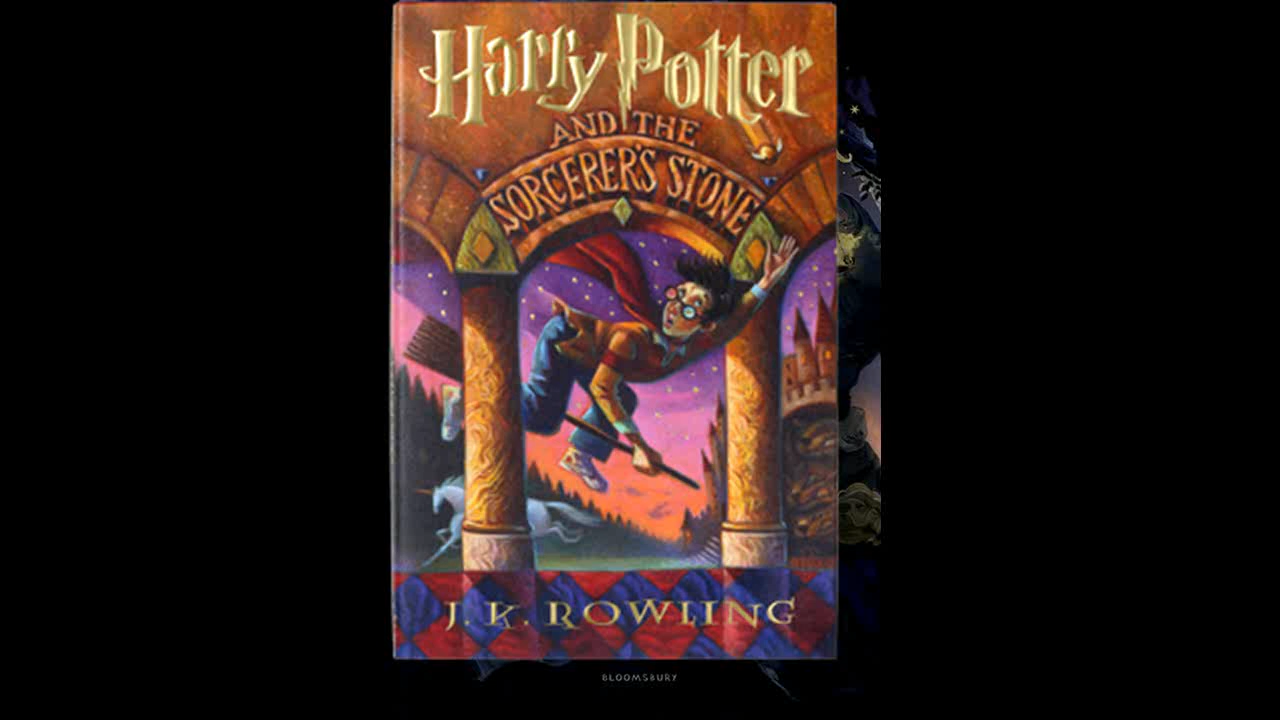 Harry Potter
AND THE
SORCERER'S STONE
J. K. ROWLING
BLOOMSBURY